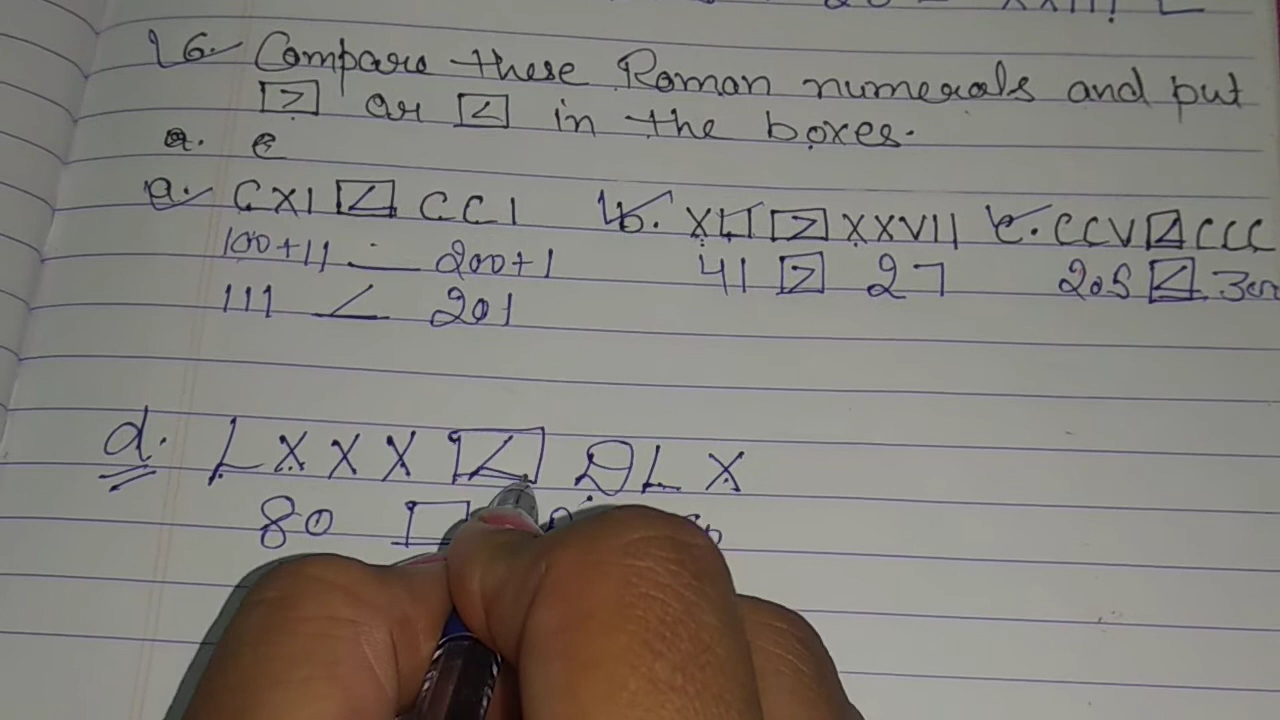 16. Compare these Roman numerals and put
> or < in the boxes.
a. c
a. CXI < CCI b. XLI > XXVII c. CCV < CCC
100+11 — 200+1 41 > 27 205 < 300
111 < 201
d. LXXX < DLX
80